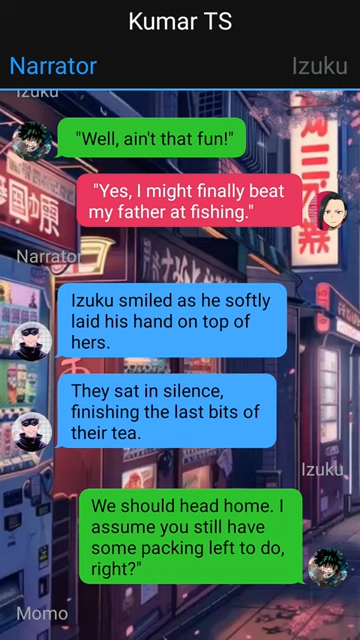 Kumar TS
Narrator
Izuku
Izuku
"Well, ain't that fun!"
"Yes, I might finally beat
my father at fishing."
Narrator
Izuku smiled as he softly
laid his hand on top of
hers.
They sat in silence,
finishing the last bits of
their tea.
Izuku
We should head home. I
assume you still have
some packing left to do,
right?"
Momo